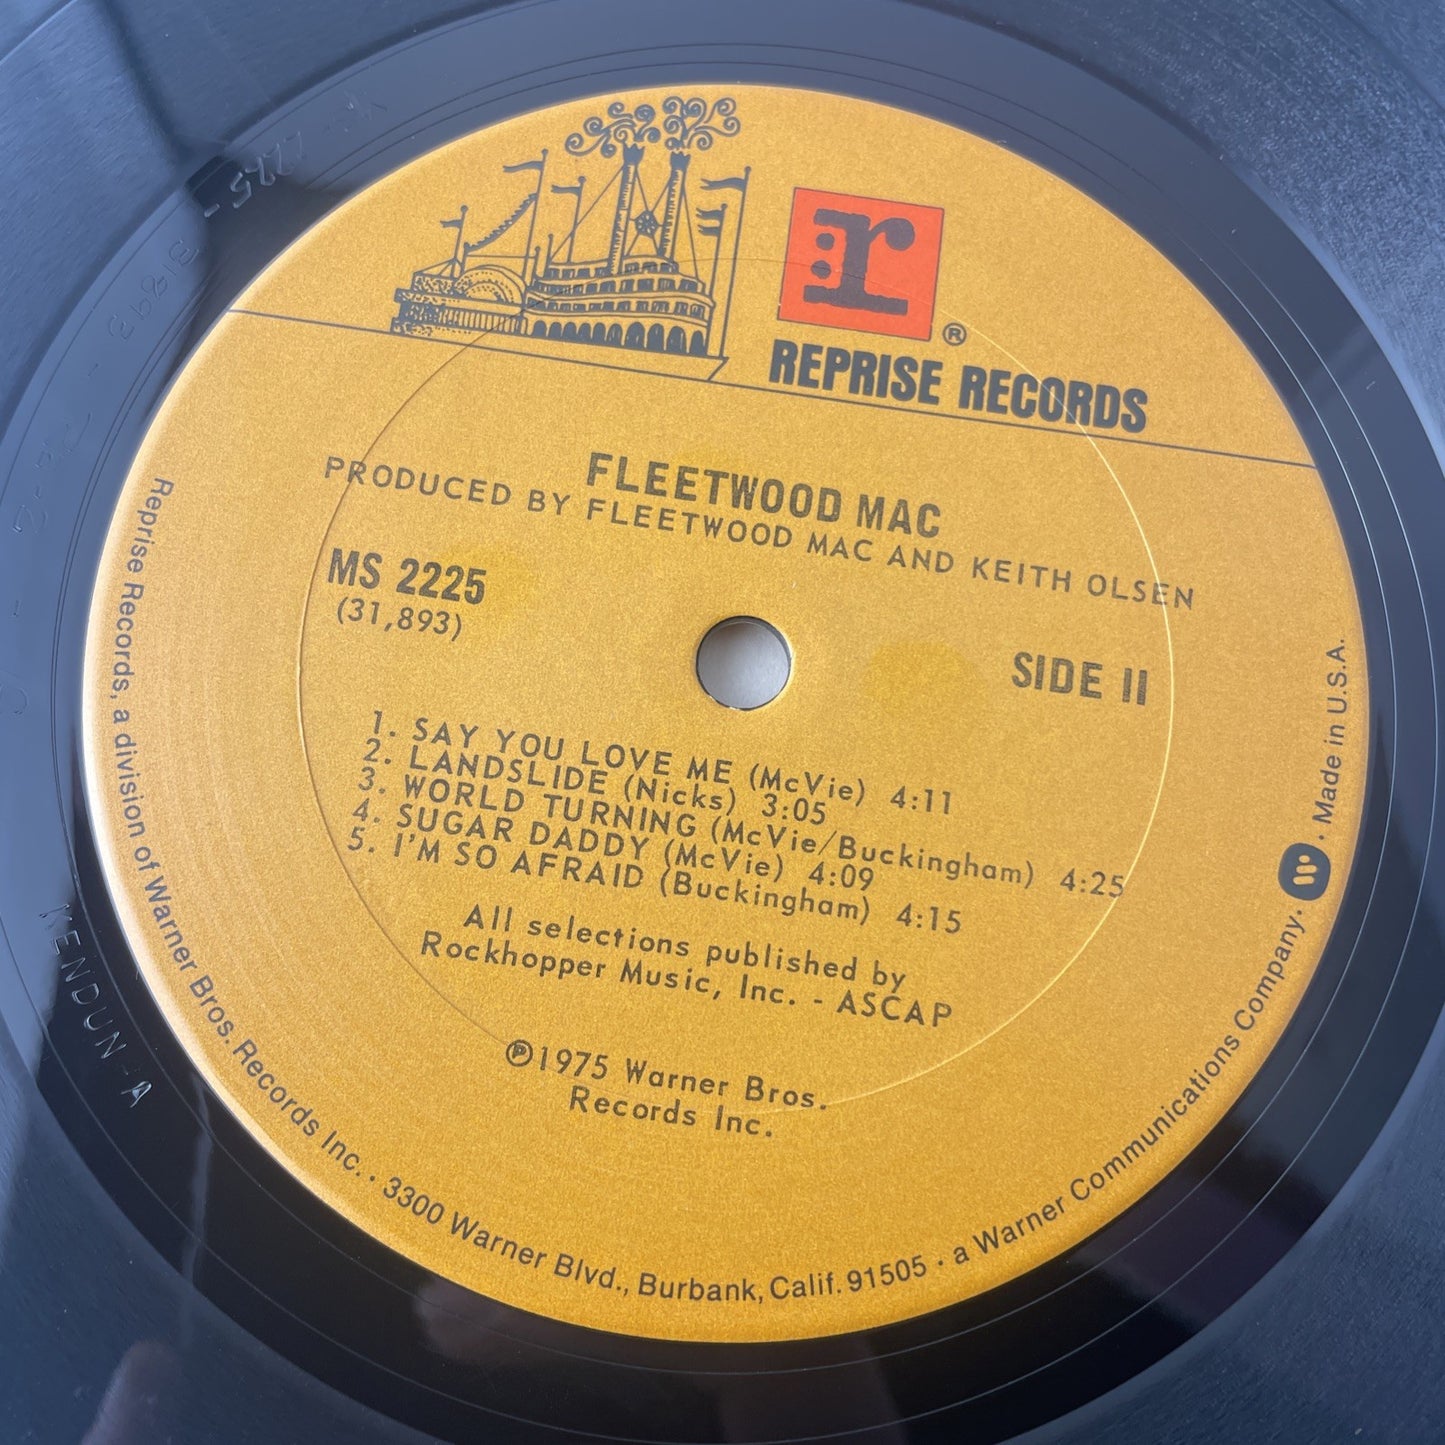 r
®
REPRISE RECORDS
FLEETWOOD MAC
PRODUCED BY FLEETWOOD MAC AND KEITH OLSEN
MS 2225
(31,893)
SIDE II
1. SAY YOU LOVE ME (McVie) 4:11
2. LANDSLIDE (Nicks) 3:05
3. WORLD TURNING (McVie/Buckingham) 4:25
4. SUGAR DADDY (McVie) 4:09
5. I'M SO AFRAID (Buckingham) 4:15
All selections published by
Rockhopper Music, Inc. - ASCAP
℗1975 Warner Bros.
Records Inc.
Reprise Records, a division of Warner Bros. Records Inc. · 3300 Warner Blvd., Burbank, Calif. 91505 · a Warner Communications Company. · Made in U.S.A.
KENDUN-A